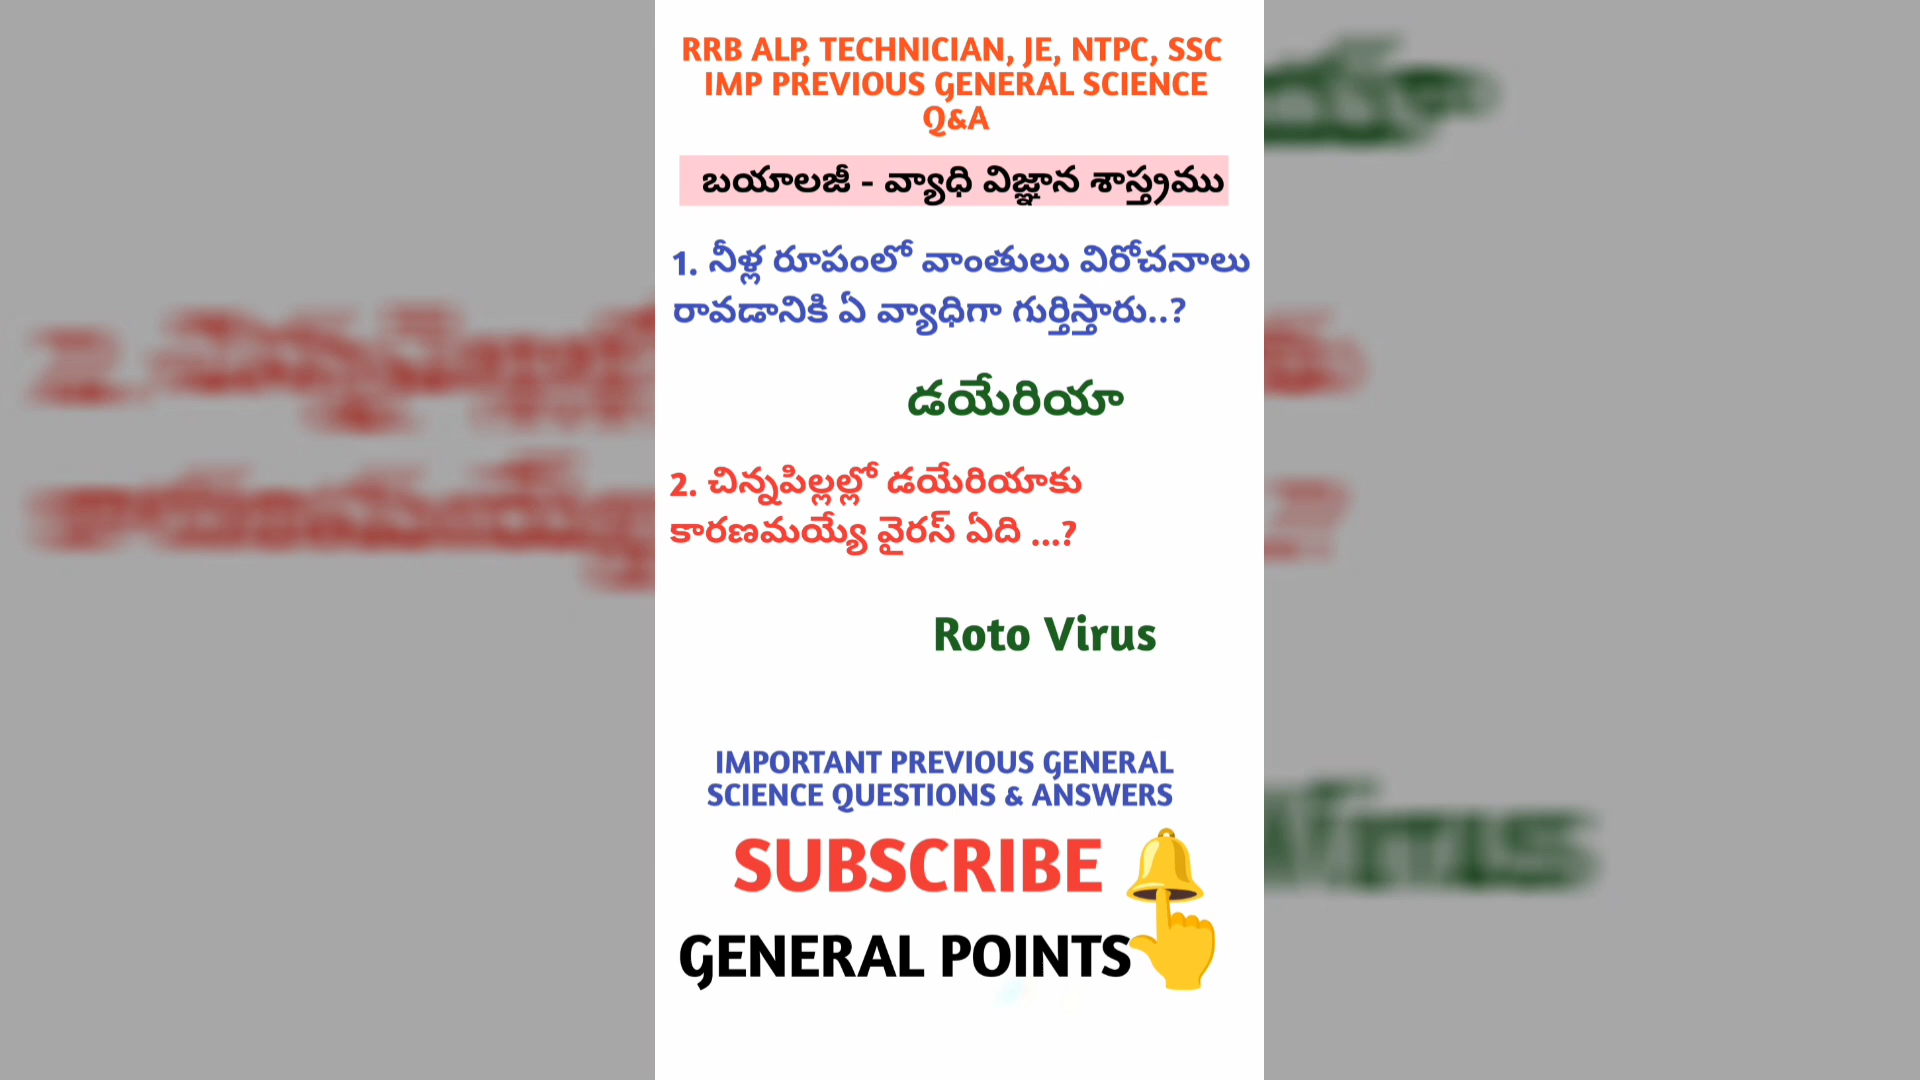 RRB ALP, TECHNICIAN, JE, NTPC, SSC
IMP PREVIOUS GENERAL SCIENCE
Q&A
బయాలజీ - వ్యాధి విజ్ఞాన శాస్త్రము
1. నీళ్ల రూపంలో వాంతులు విరోచనాలు
రావడానికి ఏ వ్యాధిగా గుర్తిస్తారు..?
డయేరియా
2. చిన్నపిల్లల్లో డయేరియాకు
కారణమయ్యే వైరస్ ఏది ...?
Roto Virus
IMPORTANT PREVIOUS GENERAL
SCIENCE QUESTIONS & ANSWERS
SUBSCRIBE
GENERAL POINTS